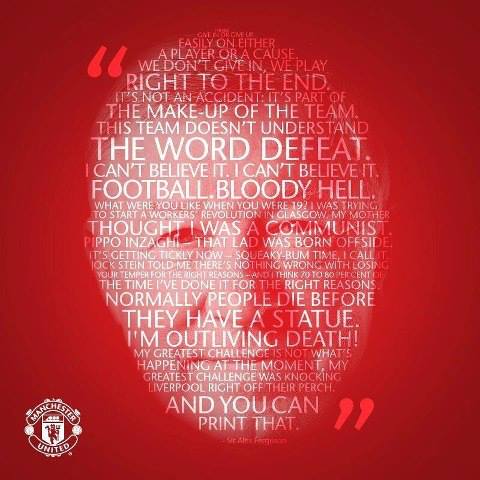 GIVE IN OR GIVE UP
EASILY ON EITHER
A PLAYER OR A CAUSE.
“ WE DON'T GIVE IN, WE PLAY
RIGHT TO THE END.
IT'S NOT AN ACCIDENT: IT'S PART OF
THE MAKE-UP OF THE TEAM.
THIS TEAM DOESN'T UNDERSTAND
THE WORD DEFEAT.
I CAN'T BELIEVE IT. I CAN'T BELIEVE IT.
FOOTBALL. BLOODY HELL.
WHAT WERE YOU LIKE WHEN YOU WERE 19? I WAS TRYING
TO START A WORKERS' REVOLUTION IN GLASGOW. MY MOTHER
THOUGHT I WAS A COMMUNIST.
PIPPO INZAGHI – THAT LAD WAS BORN OFFSIDE.
IT'S GETTING TICKLY NOW – SQUEAKY-BUM TIME, I CALL IT.
JOCK STEIN TOLD ME THERE'S NOTHING WRONG WITH LOSING
YOUR TEMPER FOR THE RIGHT REASONS – AND I THINK 70 TO 80 PER CENT OF
THE TIME I'VE DONE IT FOR THE RIGHT REASONS.
NORMALLY PEOPLE DIE BEFORE
THEY HAVE A STATUE.
I'M OUTLIVING DEATH!
MY GREATEST CHALLENGE IS NOT WHAT'S
HAPPENING AT THE MOMENT, MY
GREATEST CHALLENGE WAS KNOCKING
LIVERPOOL RIGHT OFF THEIR PERCH.
AND YOU CAN
PRINT THAT. ”
- Sir Alex Ferguson
MANCHESTER
UNITED